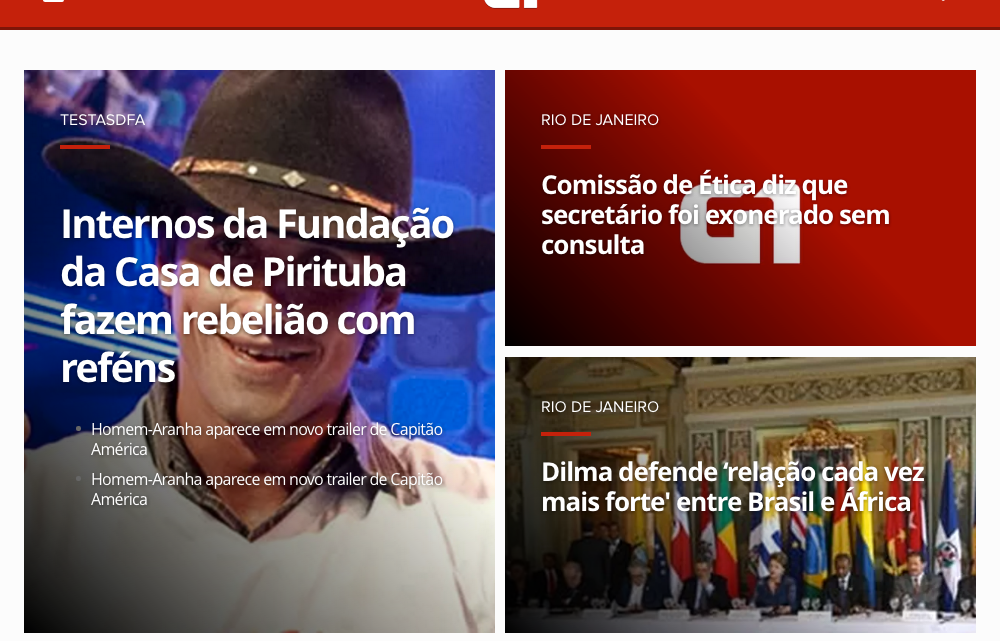 G1
TESTASDFA
Internos da Fundação
da Casa de Pirituba
fazem rebelião com
reféns
Homem-Aranha aparece em novo trailer de Capitão
América
Homem-Aranha aparece em novo trailer de Capitão
América
RIO DE JANEIRO
Comissão de Ética diz que
secretário foi exonerado sem
consulta
G1
RIO DE JANEIRO
Dilma defende ‘relação cada vez
mais forte' entre Brasil e África